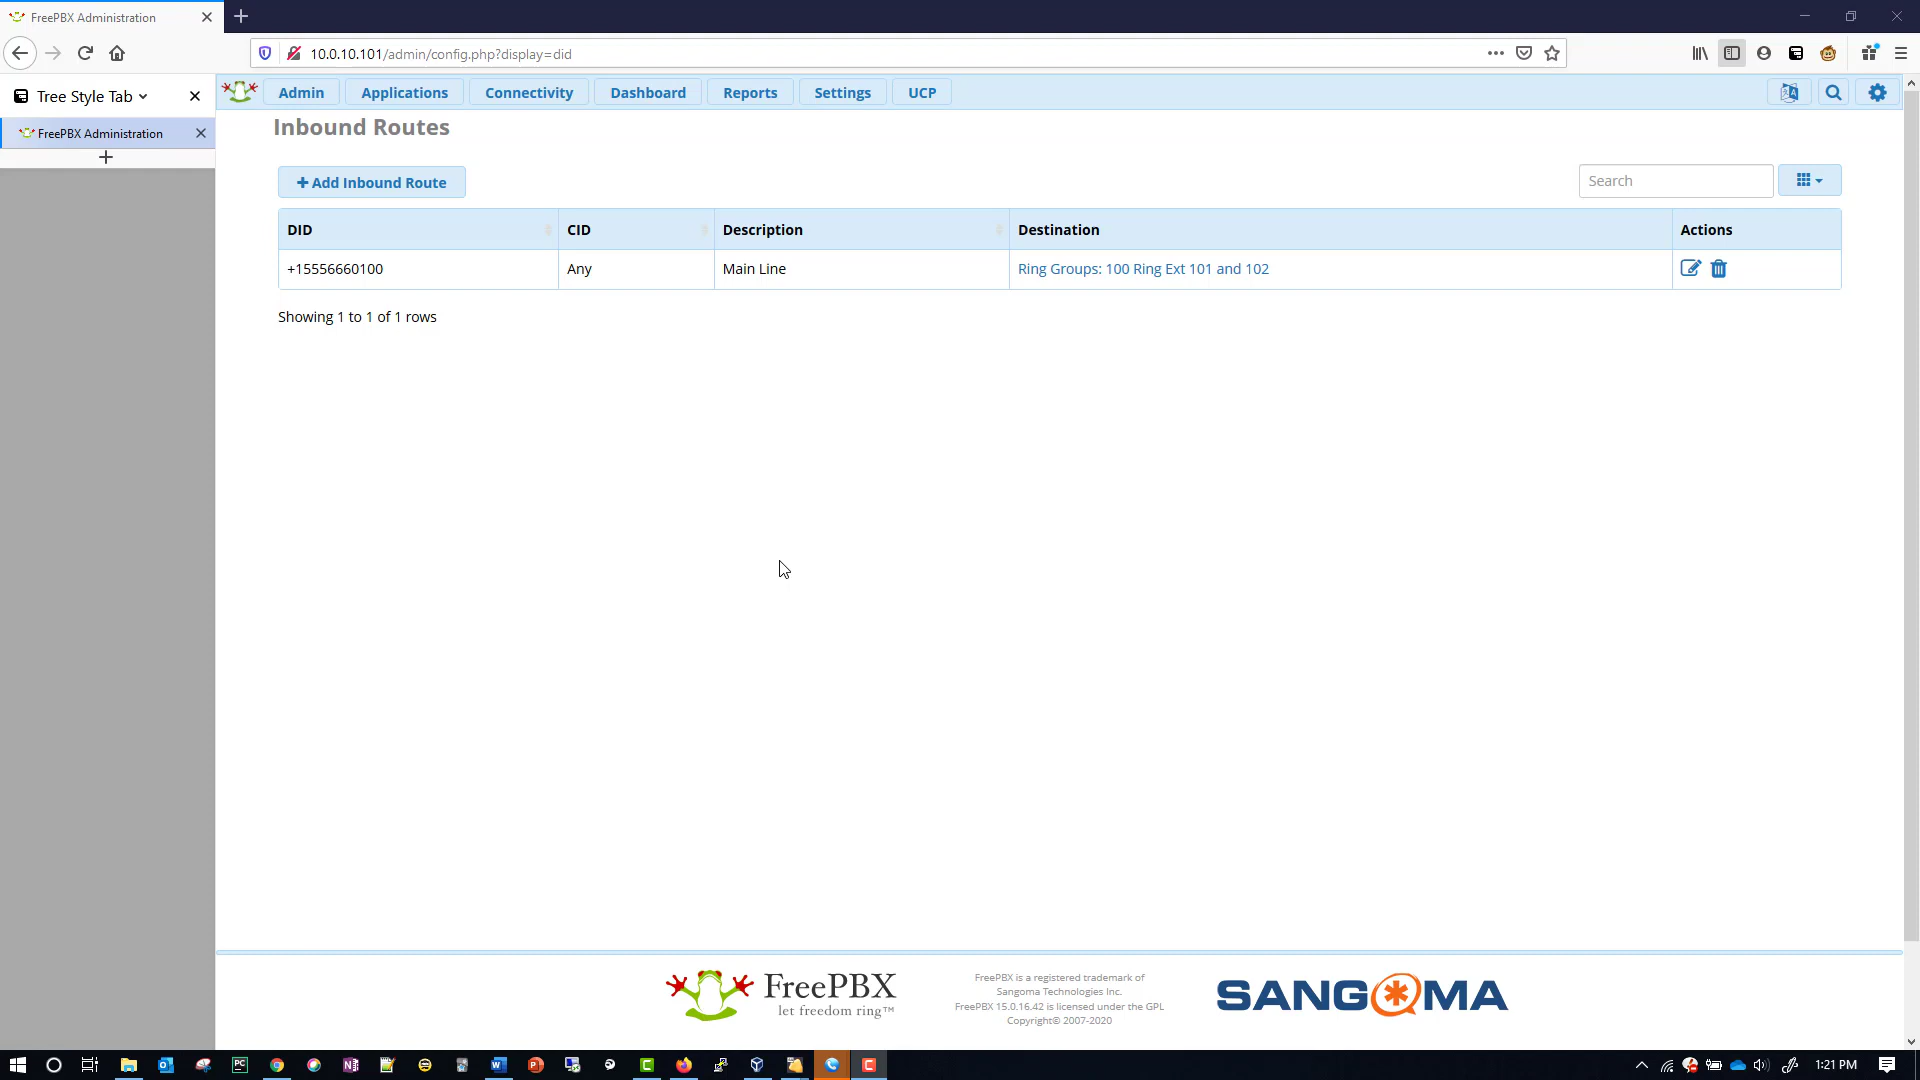 FreePBX Administration
10.0.10.101/admin/config.php?display=did
Tree Style Tab
FreePBX Administration
Admin
Applications
Connectivity
Dashboard
Reports
Settings
UCP
Inbound Routes
Add Inbound Route
Search
DID CID Description Destination Actions
+15556660100 Any Main Line Ring Groups: 100 Ring Ext 101 and 102
Showing 1 to 1 of 1 rows
FreePBX
let freedom ring™
FreePBX is a registered trademark of
Sangoma Technologies Inc.
FreePBX 15.0.16.42 is licensed under the GPL
Copyright© 2007-2020
SANGOMA
1:21 PM